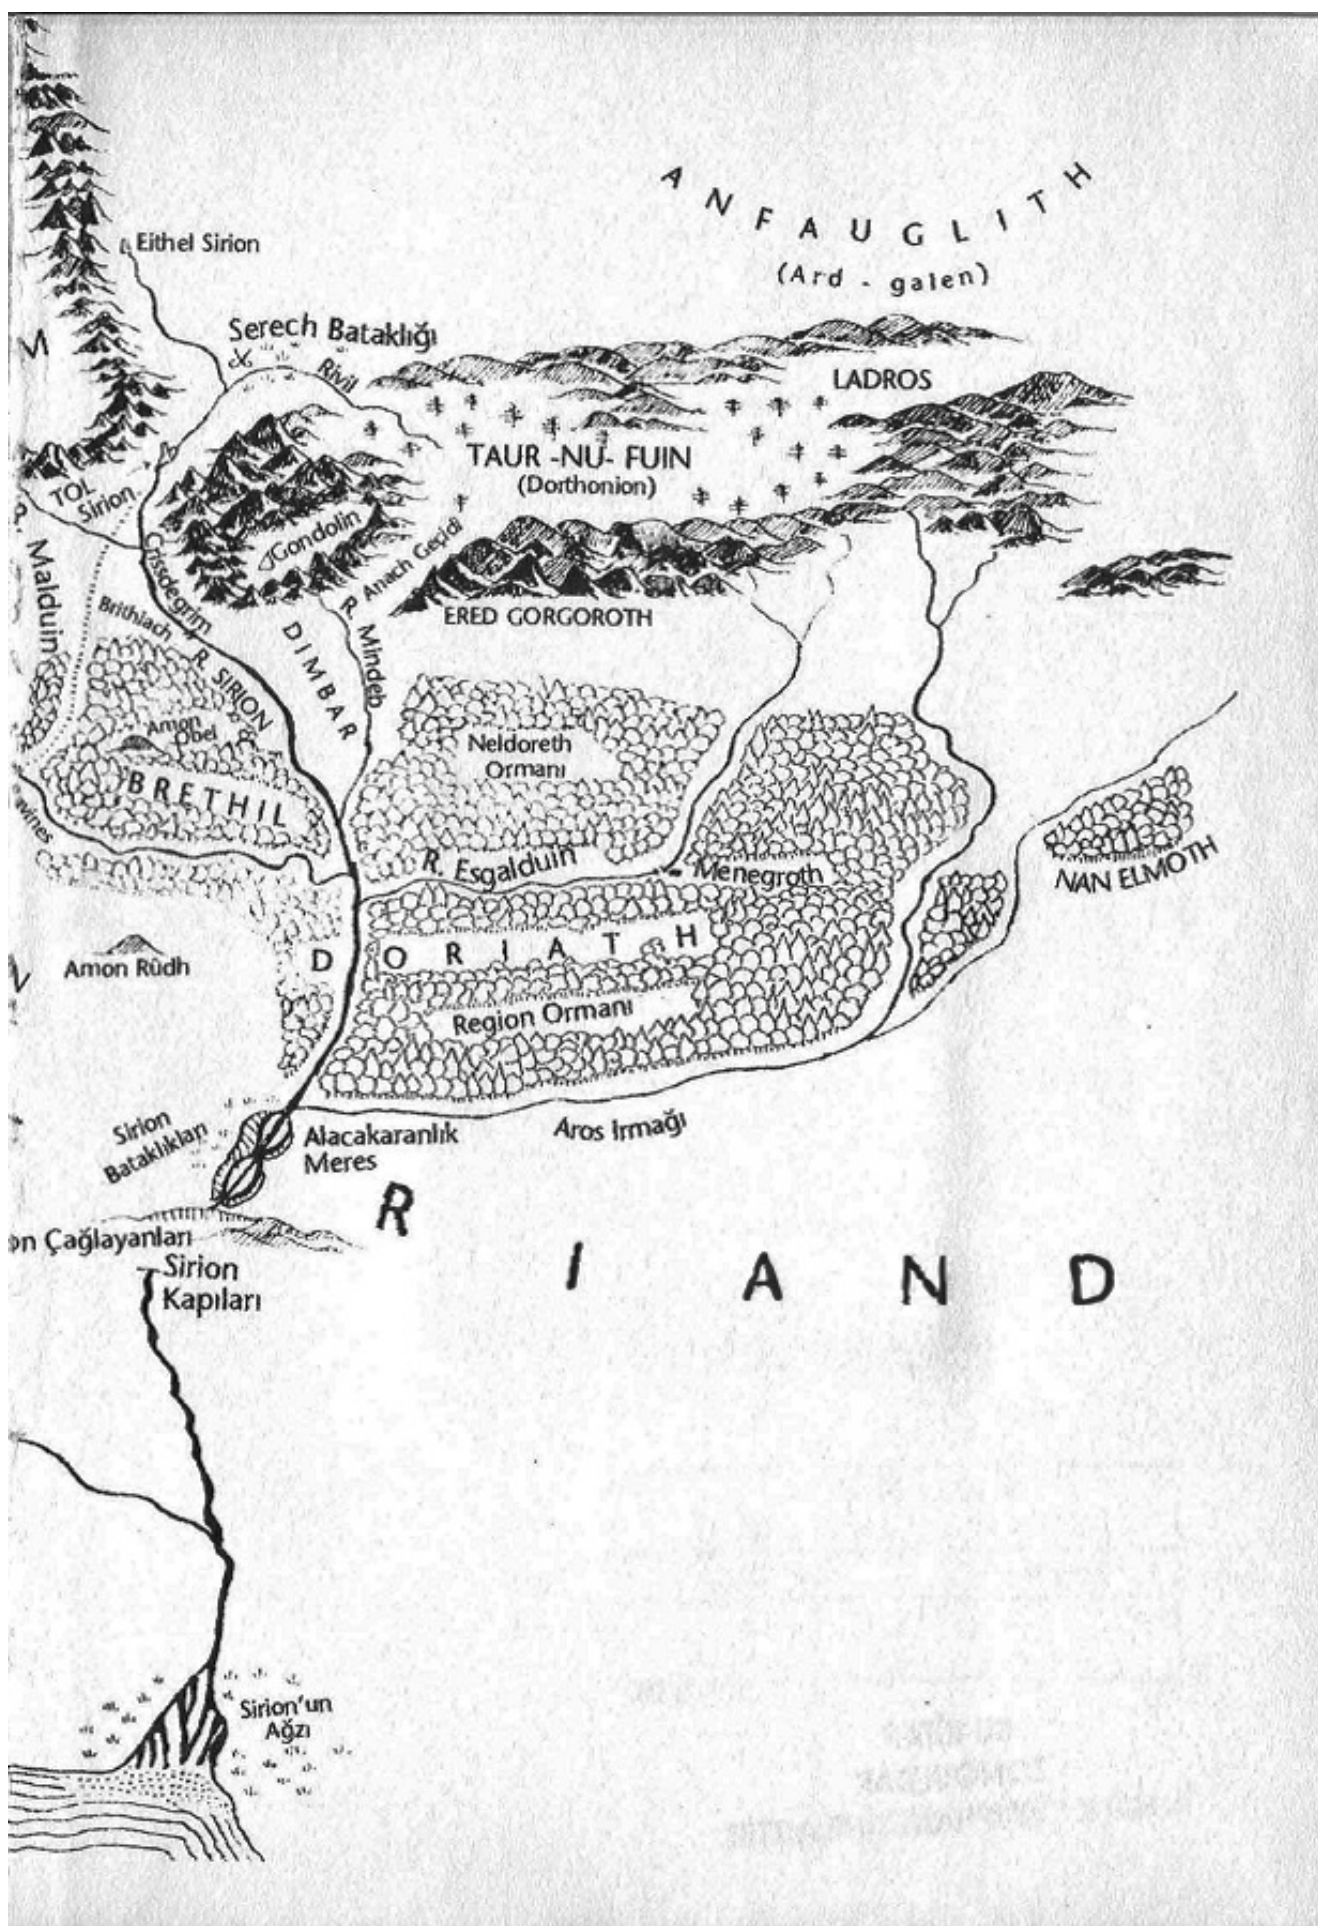 ANFAUGLITH
(Ard - galen)
Eithel Sirion
Serech Bataklığı
Rivil
LADROS
M
TAUR -NU- FUIN
(Dorthonion)
TOL
Sirion
Gondolin
Anach Geçidi
R. Malduin
Crissdegrim
Brithiach
ERED GORGOROTH
R. Mindeb
DIMBAR
R. SIRION
Amon
Obel
BRETHIL
Neldoreth
Ormanı
R. Esgalduin
Menegroth
NAN ELMOTH
Amon Rûdh
DORIATH
Region Ormanı
Sirion
Bataklıkları
Alacakaranlık
Meres
Aros Irmağı
R I A N D
on Çağlayanları
Sirion
Kapıları
Sirion'un
Ağzı